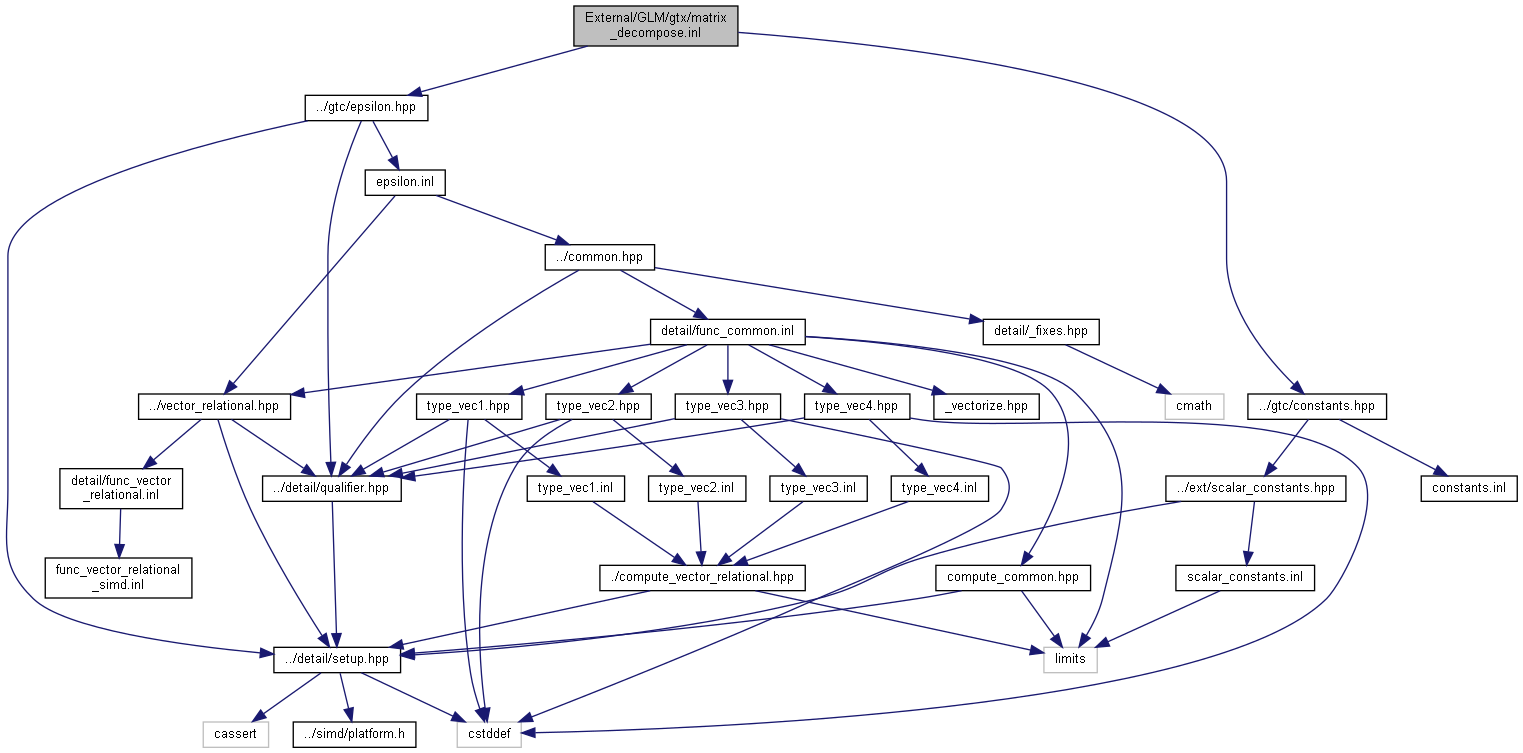 External/GLM/gtx/matrix
_decompose.inl
../gtc/epsilon.hpp
epsilon.inl
../common.hpp
detail/func_common.inl
detail/_fixes.hpp
../vector_relational.hpp
type_vec1.hpp
type_vec2.hpp
type_vec3.hpp
type_vec4.hpp
_vectorize.hpp
cmath
../gtc/constants.hpp
detail/func_vector
_relational.inl
../detail/qualifier.hpp
type_vec1.inl
type_vec2.inl
type_vec3.inl
type_vec4.inl
../ext/scalar_constants.hpp
constants.inl
func_vector_relational
_simd.inl
./compute_vector_relational.hpp
compute_common.hpp
scalar_constants.inl
../detail/setup.hpp
limits
cassert
../simd/platform.h
cstddef